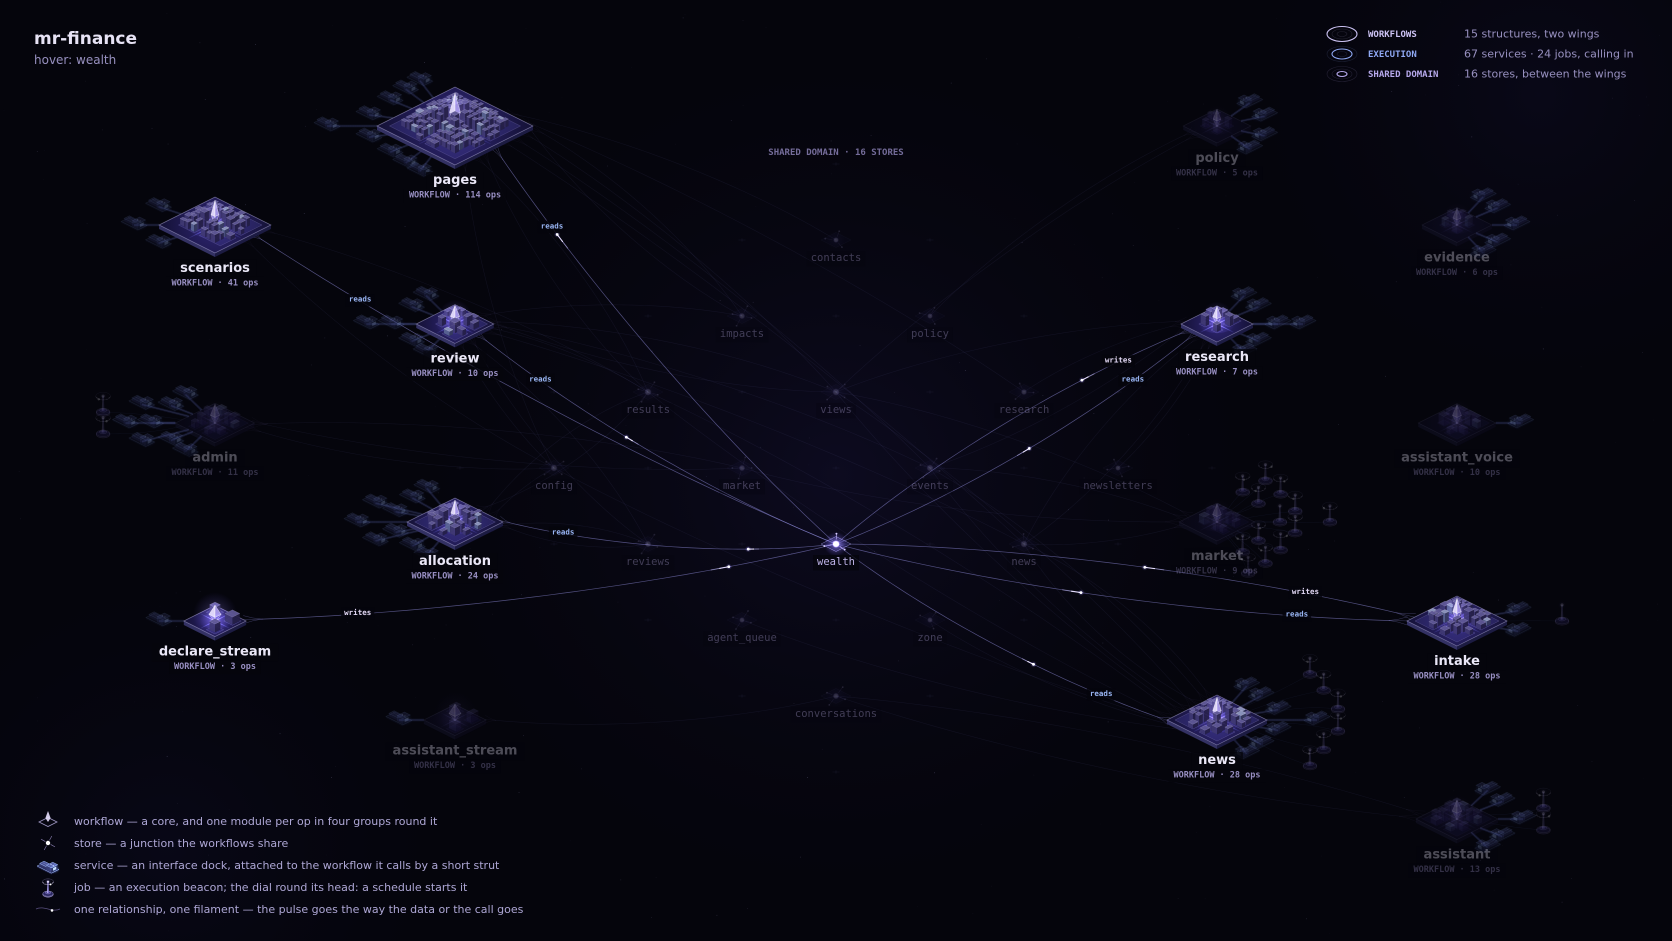 mr-finance
hover: wealth
WORKFLOWS 15 structures, two wings
EXECUTION 67 services · 24 jobs, calling in
SHARED DOMAIN 16 stores, between the wings
SHARED DOMAIN · 16 STORES
pages
WORKFLOW · 114 ops
policy
WORKFLOW · 5 ops
reads
scenarios
WORKFLOW · 41 ops
contacts
evidence
WORKFLOW · 6 ops
reads
impacts
policy
review
WORKFLOW · 10 ops
writes
research
WORKFLOW · 7 ops
reads
reads
results
views
research
admin
WORKFLOW · 11 ops
assistant_voice
WORKFLOW · 10 ops
config
market
events
newsletters
reads
allocation
WORKFLOW · 24 ops
reviews
wealth
news
market
WORKFLOW · 9 ops
writes
reads
writes
declare_stream
WORKFLOW · 3 ops
agent_queue
zone
intake
WORKFLOW · 28 ops
reads
conversations
assistant_stream
WORKFLOW · 3 ops
news
WORKFLOW · 28 ops
assistant
WORKFLOW · 13 ops
workflow — a core, and one module per op in four groups round it
store — a junction the workflows share
service — an interface dock, attached to the workflow it calls by a short strut
job — an execution beacon; the dial round its head: a schedule starts it
one relationship, one filament — the pulse goes the way the data or the call goes